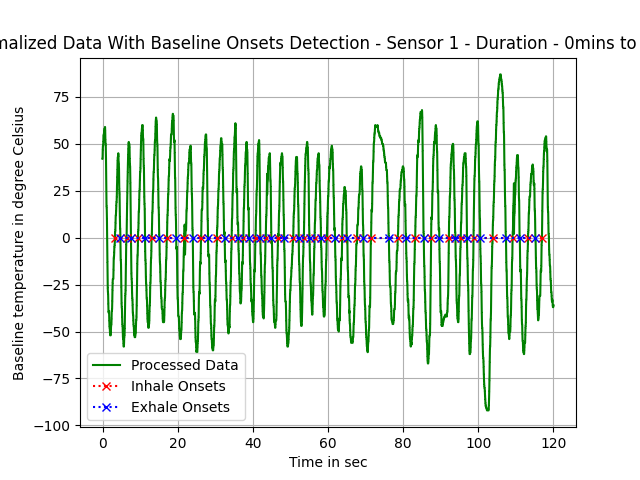 malized Data With Baseline Onsets Detection - Sensor 1 - Duration - 0mins to
Baseline temperature in degree Celsius
75
50
25
0
−25
−50
−75
−100
Processed Data
Inhale Onsets
Exhale Onsets
0 20 40 60 80 100 120
Time in sec